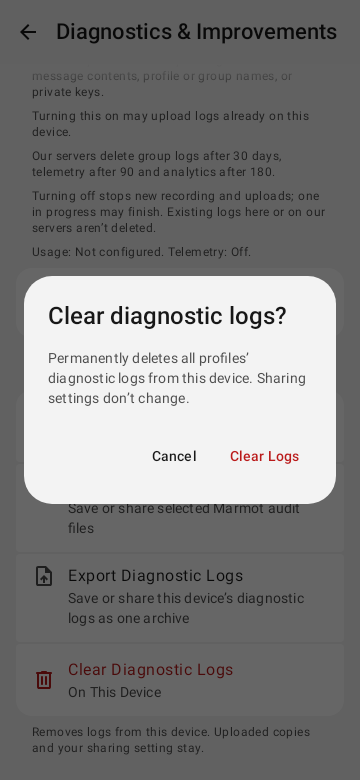 Diagnostics & Improvements
message contents, profile or group names, or
private keys.
Turning this on may upload logs already on this
device.
Our servers delete group logs after 30 days,
telemetry after 90 and analytics after 180.
Turning off stops new recording and uploads; one
in progress may finish. Existing logs here or on our
servers aren’t deleted.
Usage: Not configured. Telemetry: Off.
Clear diagnostic logs?
Permanently deletes all profiles’
diagnostic logs from this device. Sharing
settings don’t change.
Cancel
Clear Logs
Save or share selected Marmot audit
files
Export Diagnostic Logs
Save or share this device’s diagnostic
logs as one archive
Clear Diagnostic Logs
On This Device
Removes logs from this device. Uploaded copies
and your sharing setting stay.